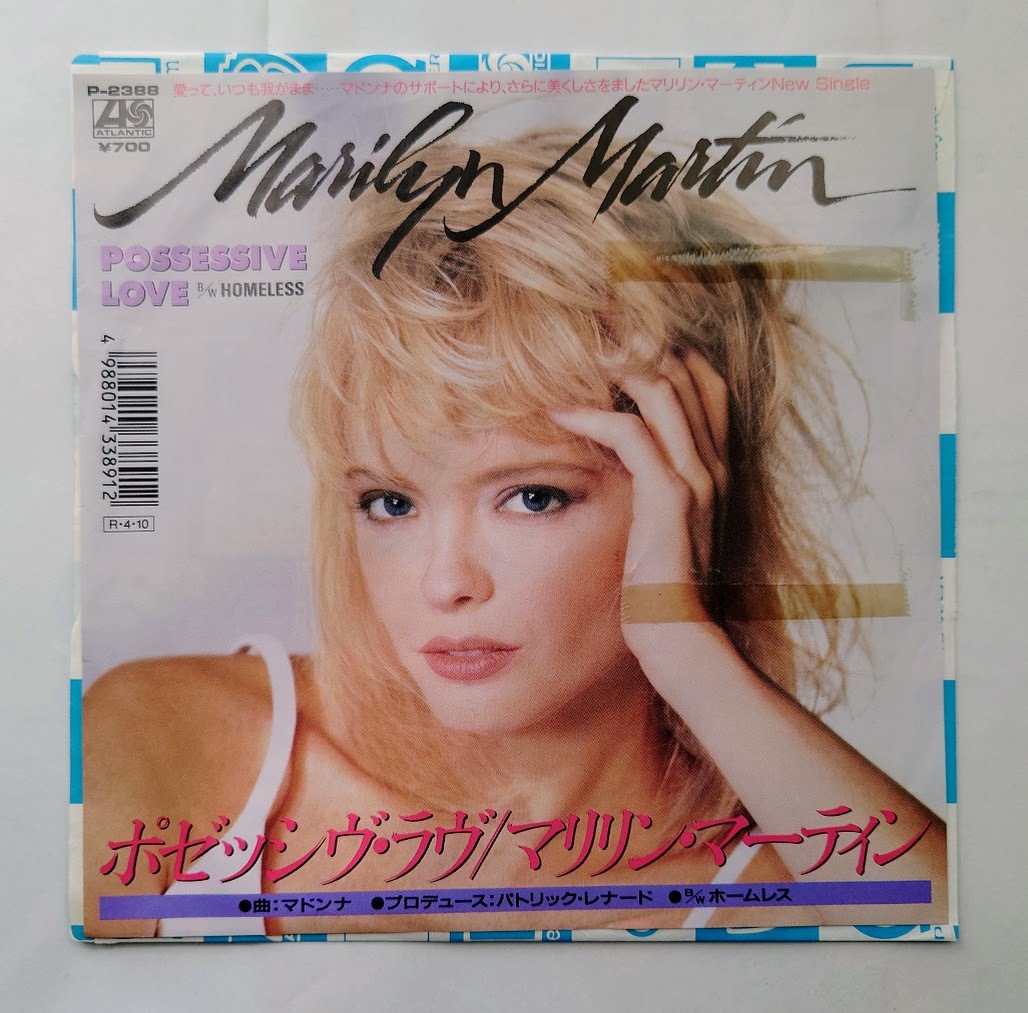 P-2388
愛って、いつも我がまま……マドンナのサポートにより、さらに美くしさをましたマリリン・マーティンNew Single
ATLANTIC
¥700
Marilyn Martin
POSSESSIVE
LOVE B/W HOMELESS
4 988014 338912
R・4・10
ポゼッシヴ・ラヴ/マリリン・マーティン
●曲:マドンナ ●プロデュース:パトリック・レナード ●B/Wホームレス